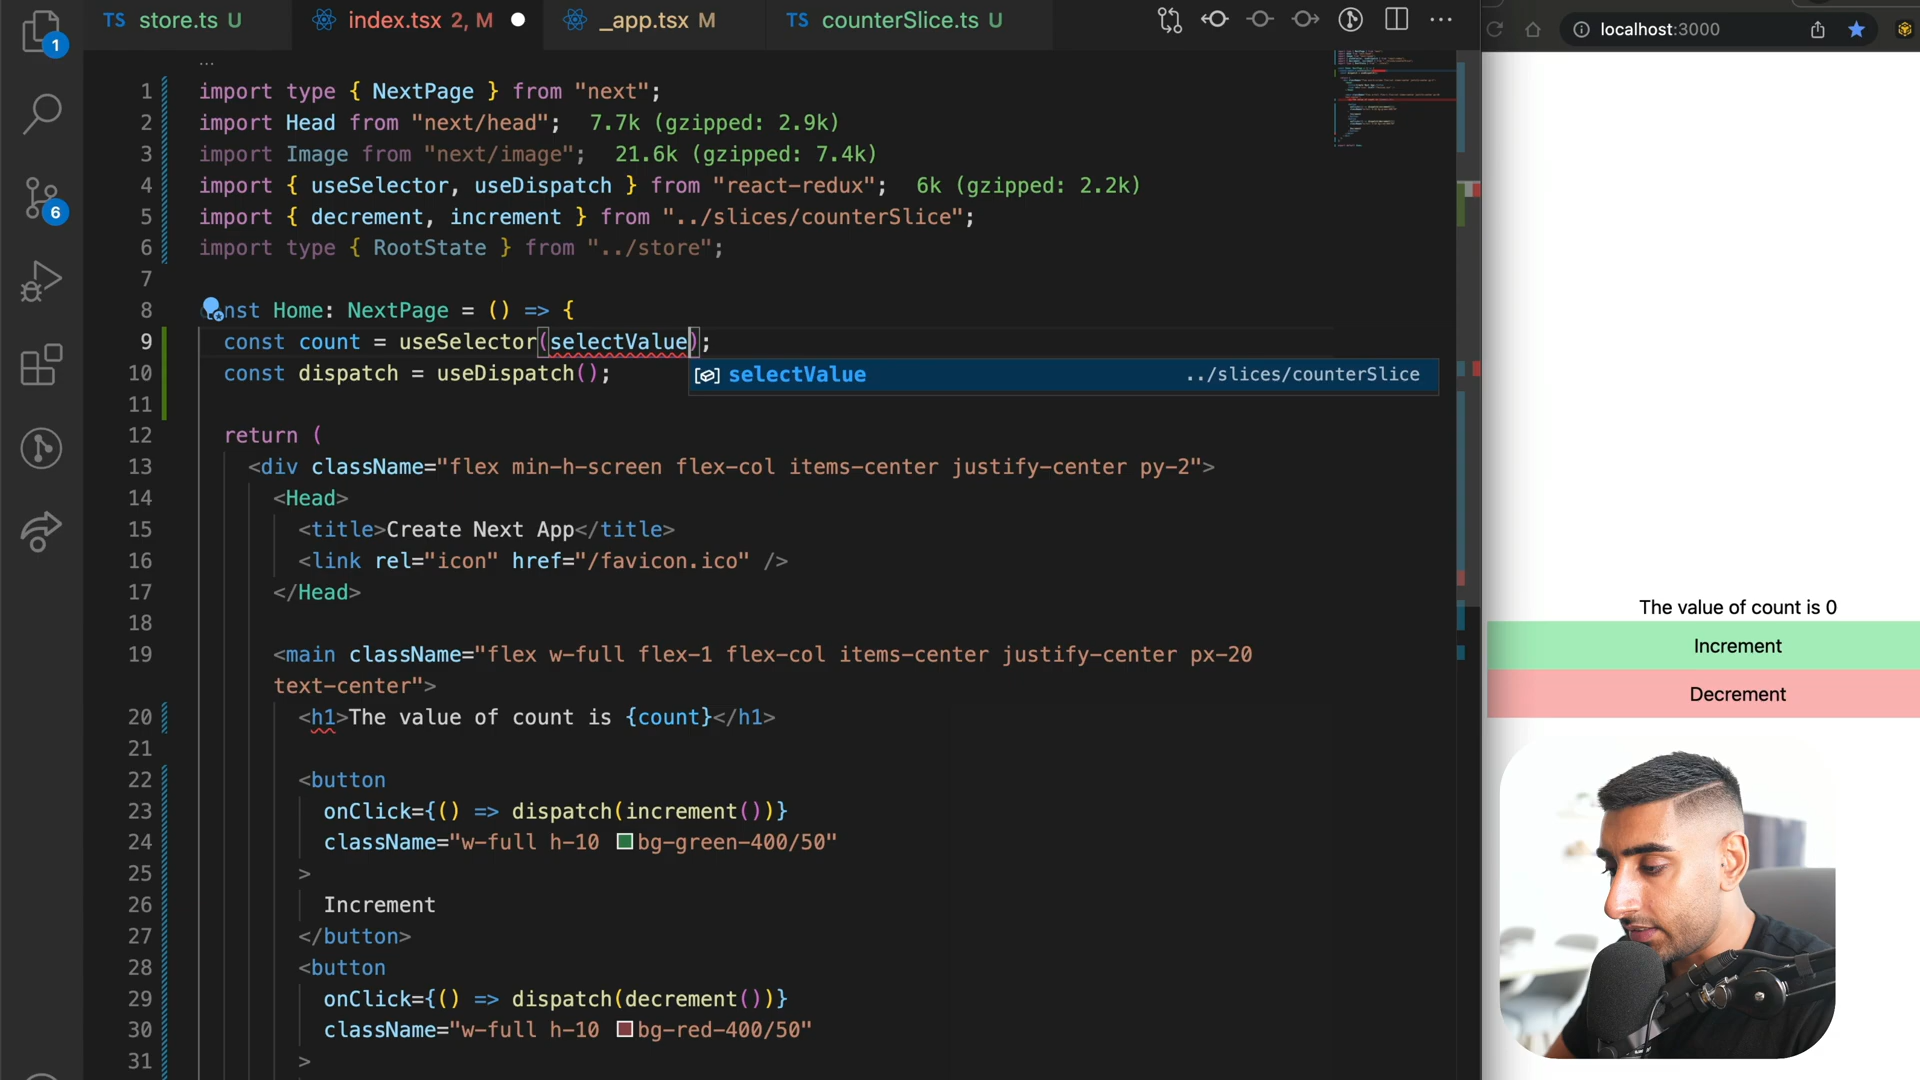 TS store.ts U
index.tsx 2, M
_app.tsx M
TS counterSlice.ts U
localhost:3000
1
6
...
1 import type { NextPage } from "next";
2 import Head from "next/head"; 7.7k (gzipped: 2.9k)
3 import Image from "next/image"; 21.6k (gzipped: 7.4k)
4 import { useSelector, useDispatch } from "react-redux"; 6k (gzipped: 2.2k)
5 import { decrement, increment } from "../slices/counterSlice";
6 import type { RootState } from "../store";
7
8 nst Home: NextPage = () => {
9 const count = useSelector(selectValue);
10 const dispatch = useDispatch();
selectValue ../slices/counterSlice
11
12 return (
13 <div className="flex min-h-screen flex-col items-center justify-center py-2">
14 <Head>
15 <title>Create Next App</title>
16 <link rel="icon" href="/favicon.ico" />
17 </Head>
18
19 <main className="flex w-full flex-1 flex-col items-center justify-center px-20
text-center">
20 <h1>The value of count is {count}</h1>
21
22 <button
23 onClick={() => dispatch(increment())}
24 className="w-full h-10 bg-green-400/50"
25 >
26 Increment
27 </button>
28 <button
29 onClick={() => dispatch(decrement())}
30 className="w-full h-10 bg-red-400/50"
31 >
The value of count is 0
Increment
Decrement